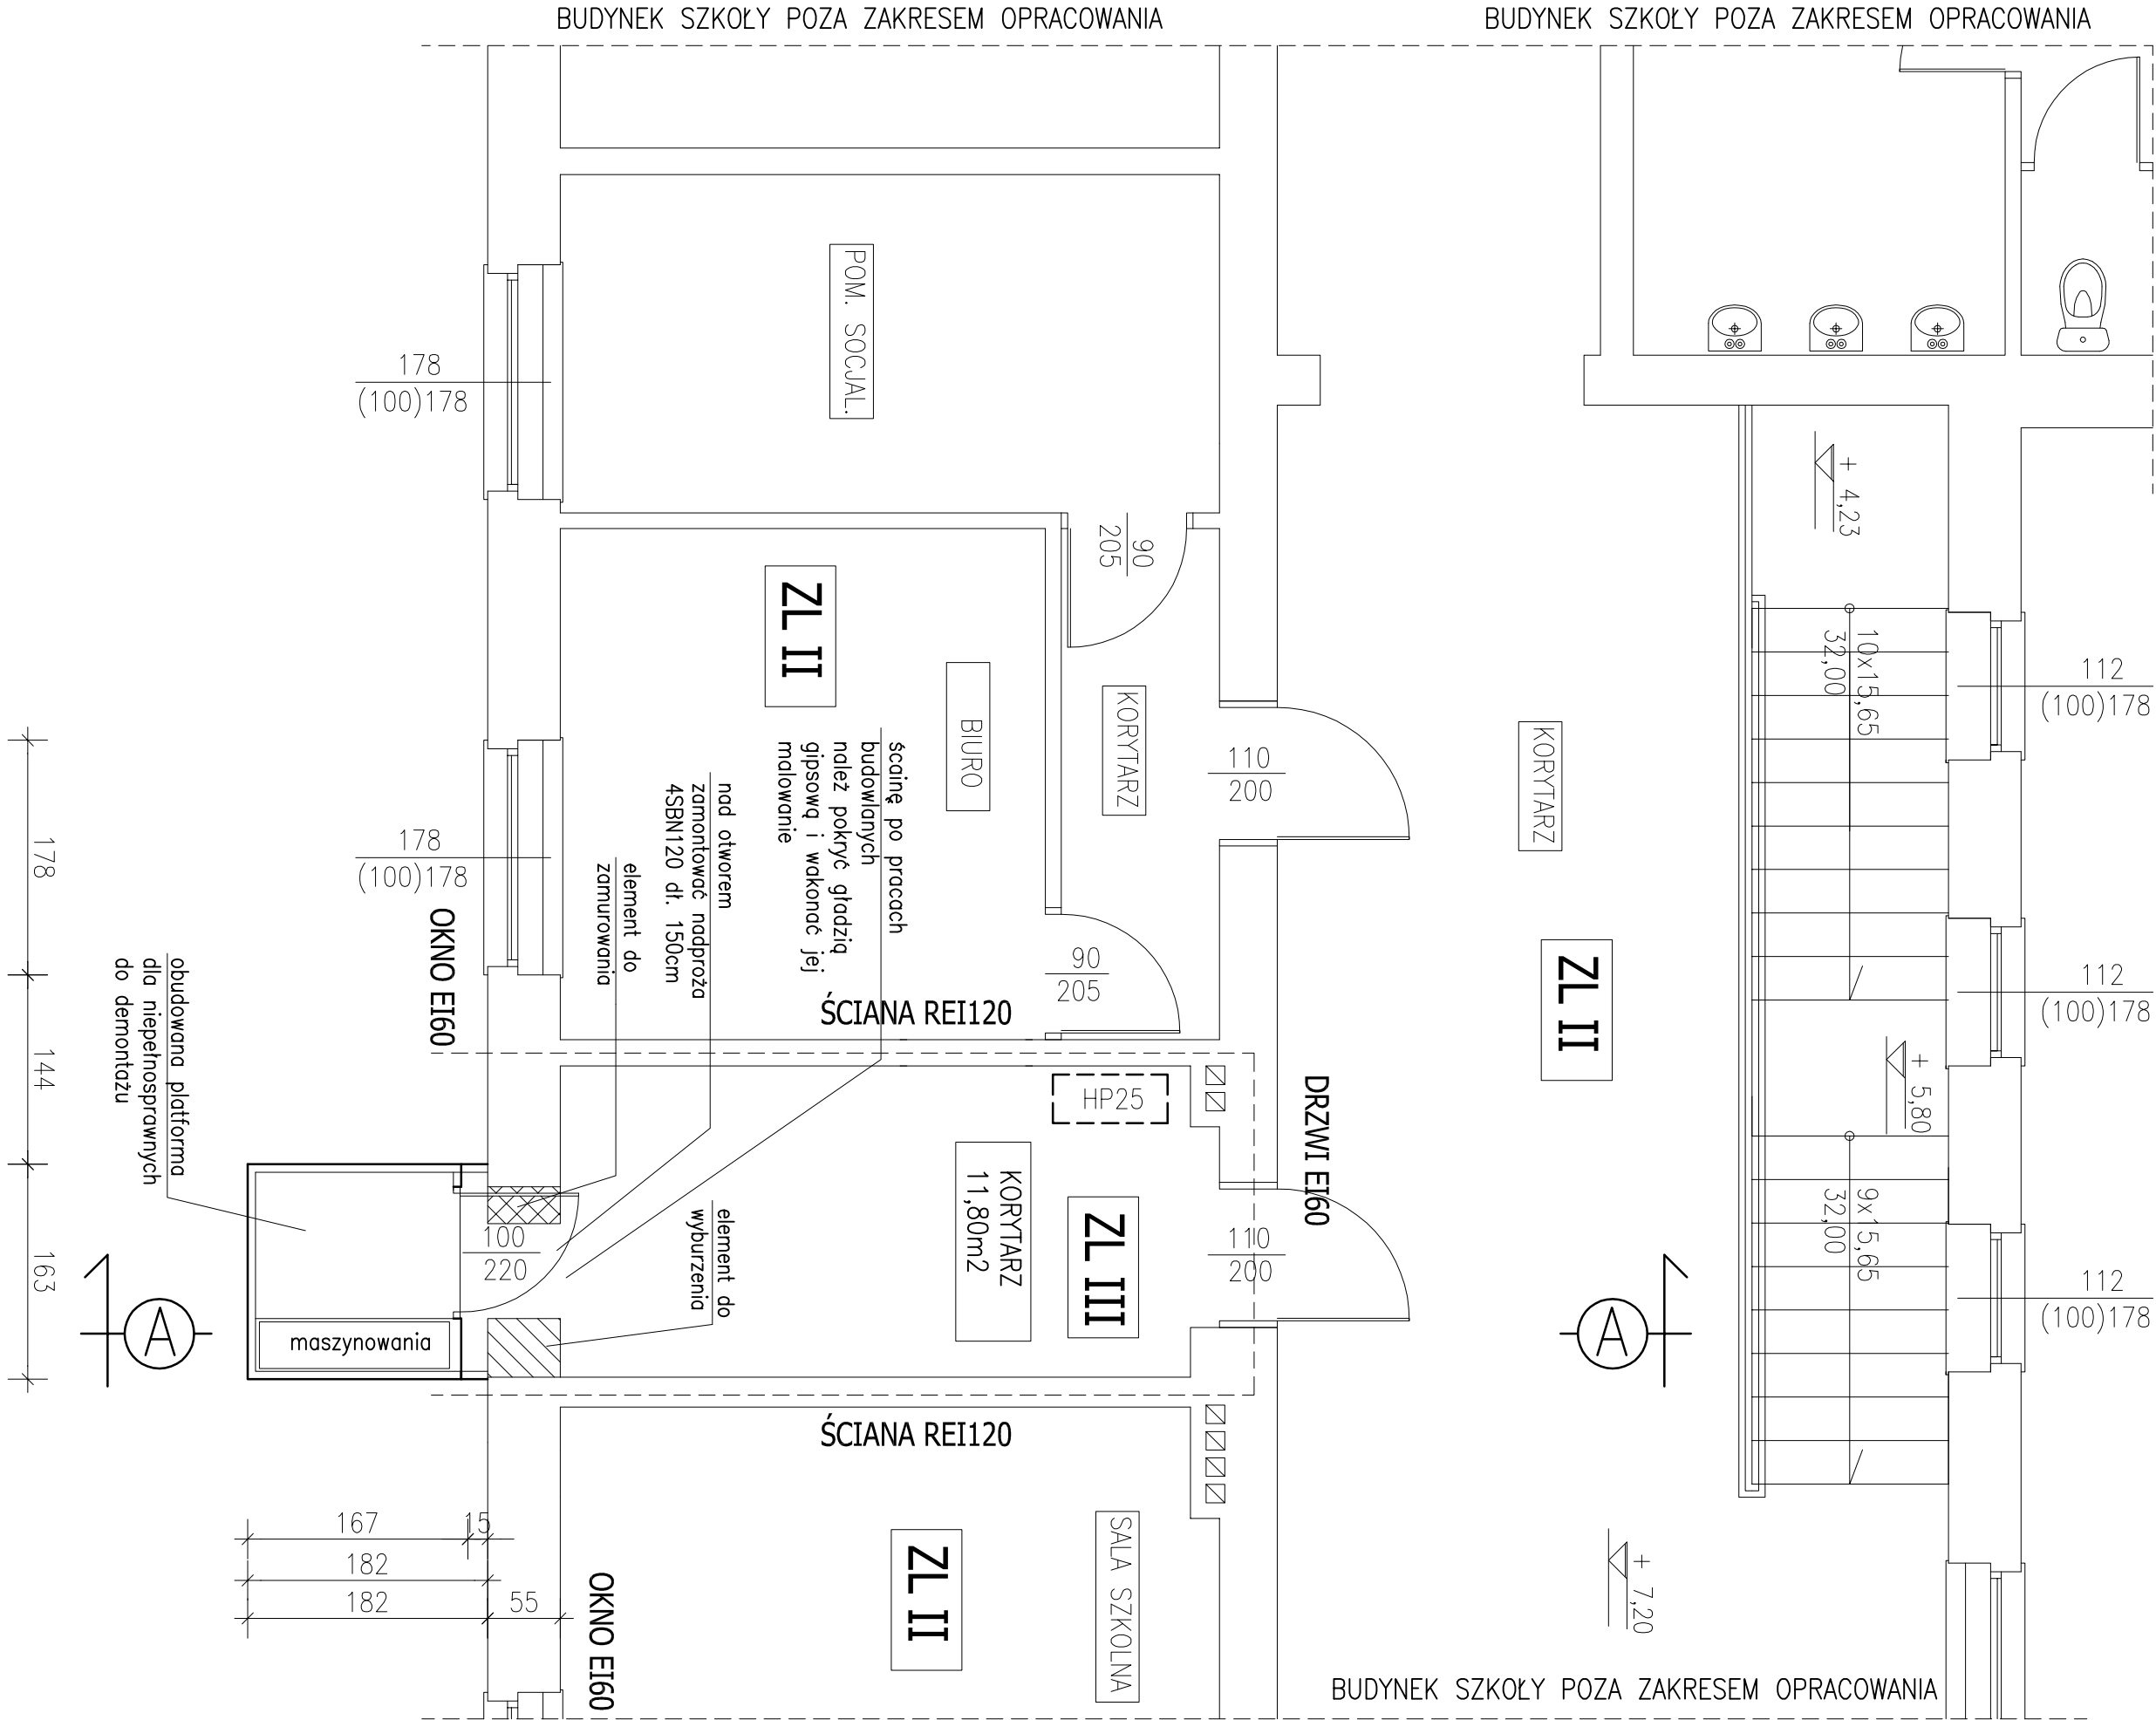 BUDYNEK SZKOŁY POZA ZAKRESEM OPRACOWANIA
BUDYNEK SZKOŁY POZA ZAKRESEM OPRACOWANIA
POM. SOCJAL.
178
(100)178
+ 4,23
90
205
ZL II
10x15,65
32,00
112
(100)178
BIURO
KORYTARZ
KORYTARZ
110
200
ścainę po pracach
budowlanych
należ pokryć gładzią
gipsową i wakonać jej
malowanie
nad otworem
zamontować nadproża
4SBN120 dł. 150cm
element do
zamurowania
178
(100)178
OKNO EI60
90
205
ŚCIANA REI120
ZL II
112
(100)178
+ 5,80
178
144
163
obudowana platforma
dla niepełnosprawnych
do demontażu
HP25
DRZWI EI60
KORYTARZ
11,80m2
ZL III
110
200
9x15,65
32,00
112
(100)178
100
220
element do
wyburzenia
A
maszynowania
A
ŚCIANA REI120
167
15
182
182
55
OKNO EI60
ZL II
SALA SZKOLNA
+ 7,20
BUDYNEK SZKOŁY POZA ZAKRESEM OPRACOWANIA